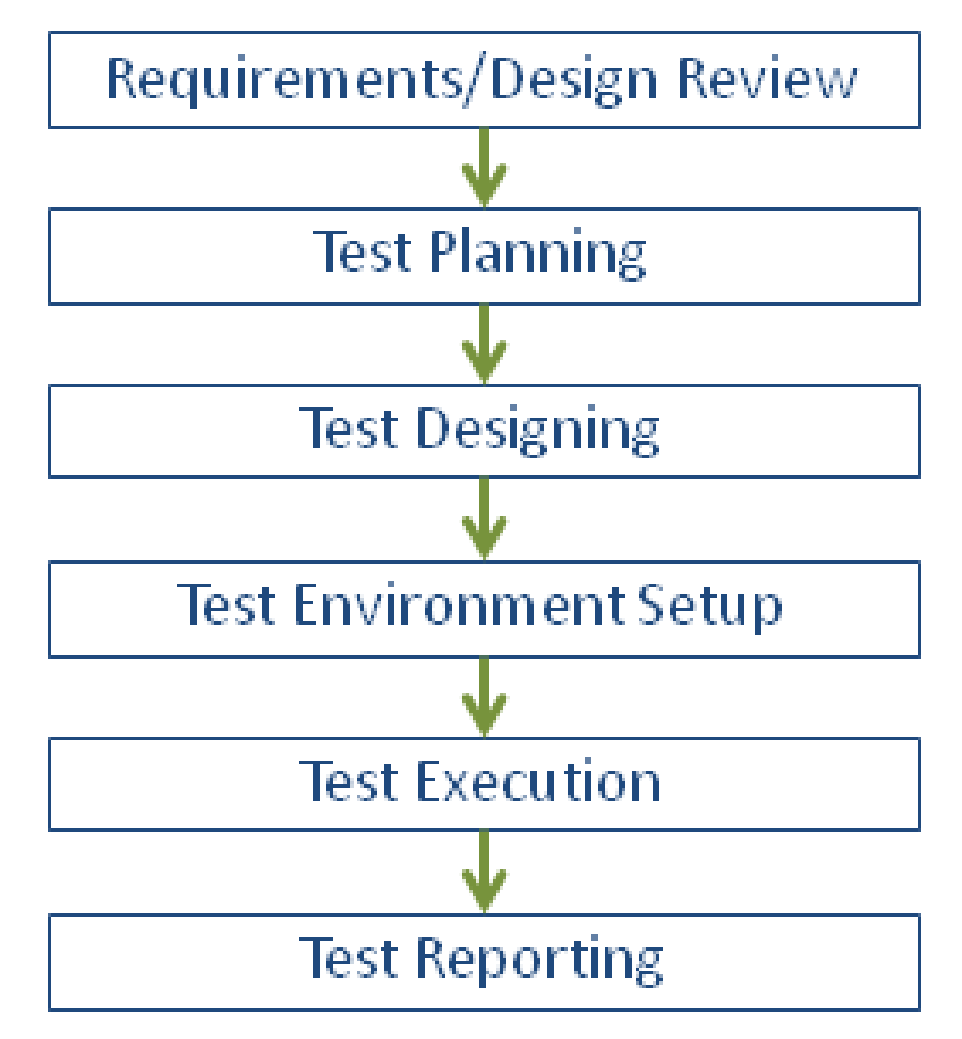 Requirements/Design Review
Test Planning
Test Designing
Test Environment Setup
Test Execution
Test Reporting